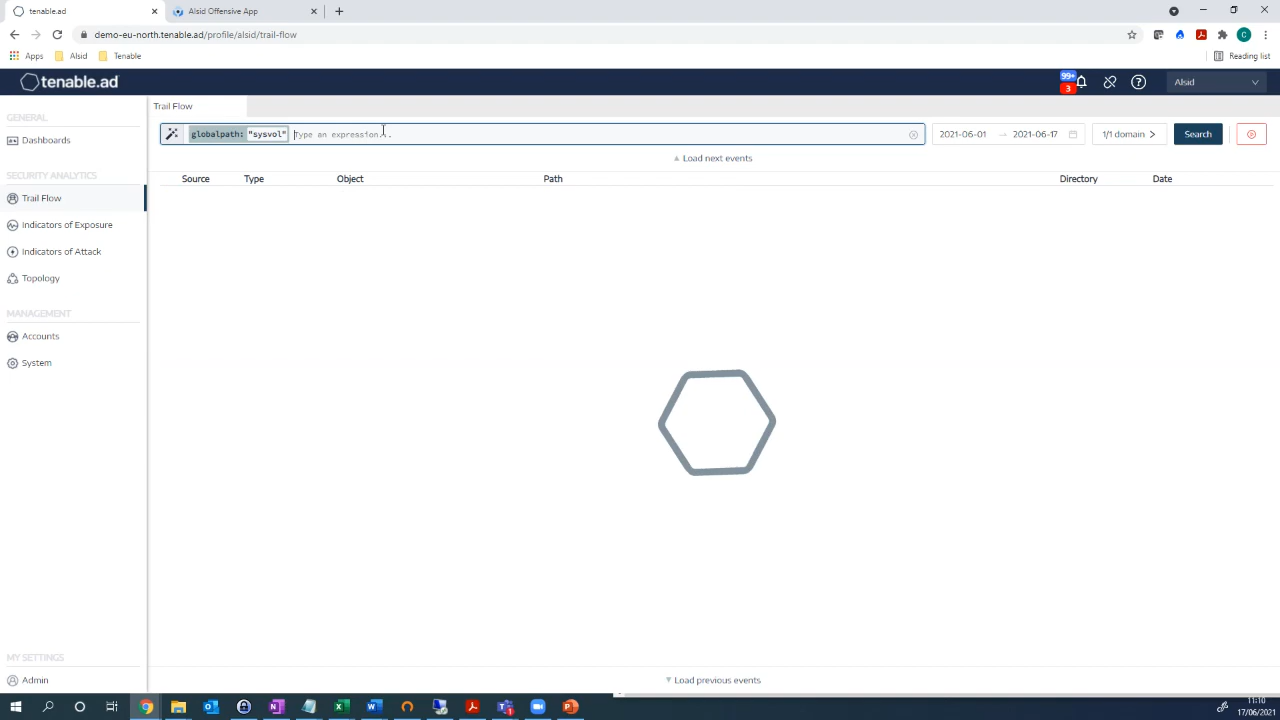 tenable.ad
Alsid Offensive App
demo-eu-north.tenable.ad/profile/alsid/trail-flow
C
Apps
Alsid
Tenable
Reading list
tenable.ad
99+
3
Alsid
GENERAL
Dashboards
SECURITY ANALYTICS
Trail Flow
Indicators of Exposure
Indicators of Attack
Topology
MANAGEMENT
Accounts
System
MY SETTINGS
Admin
Trail Flow
globalpath: "sysvol" Type an expression...
2021-06-01 → 2021-06-17
1/1 domain >
Search
Load next events
Source Type Object Path Directory Date
Load previous events
11:10
17/06/2021